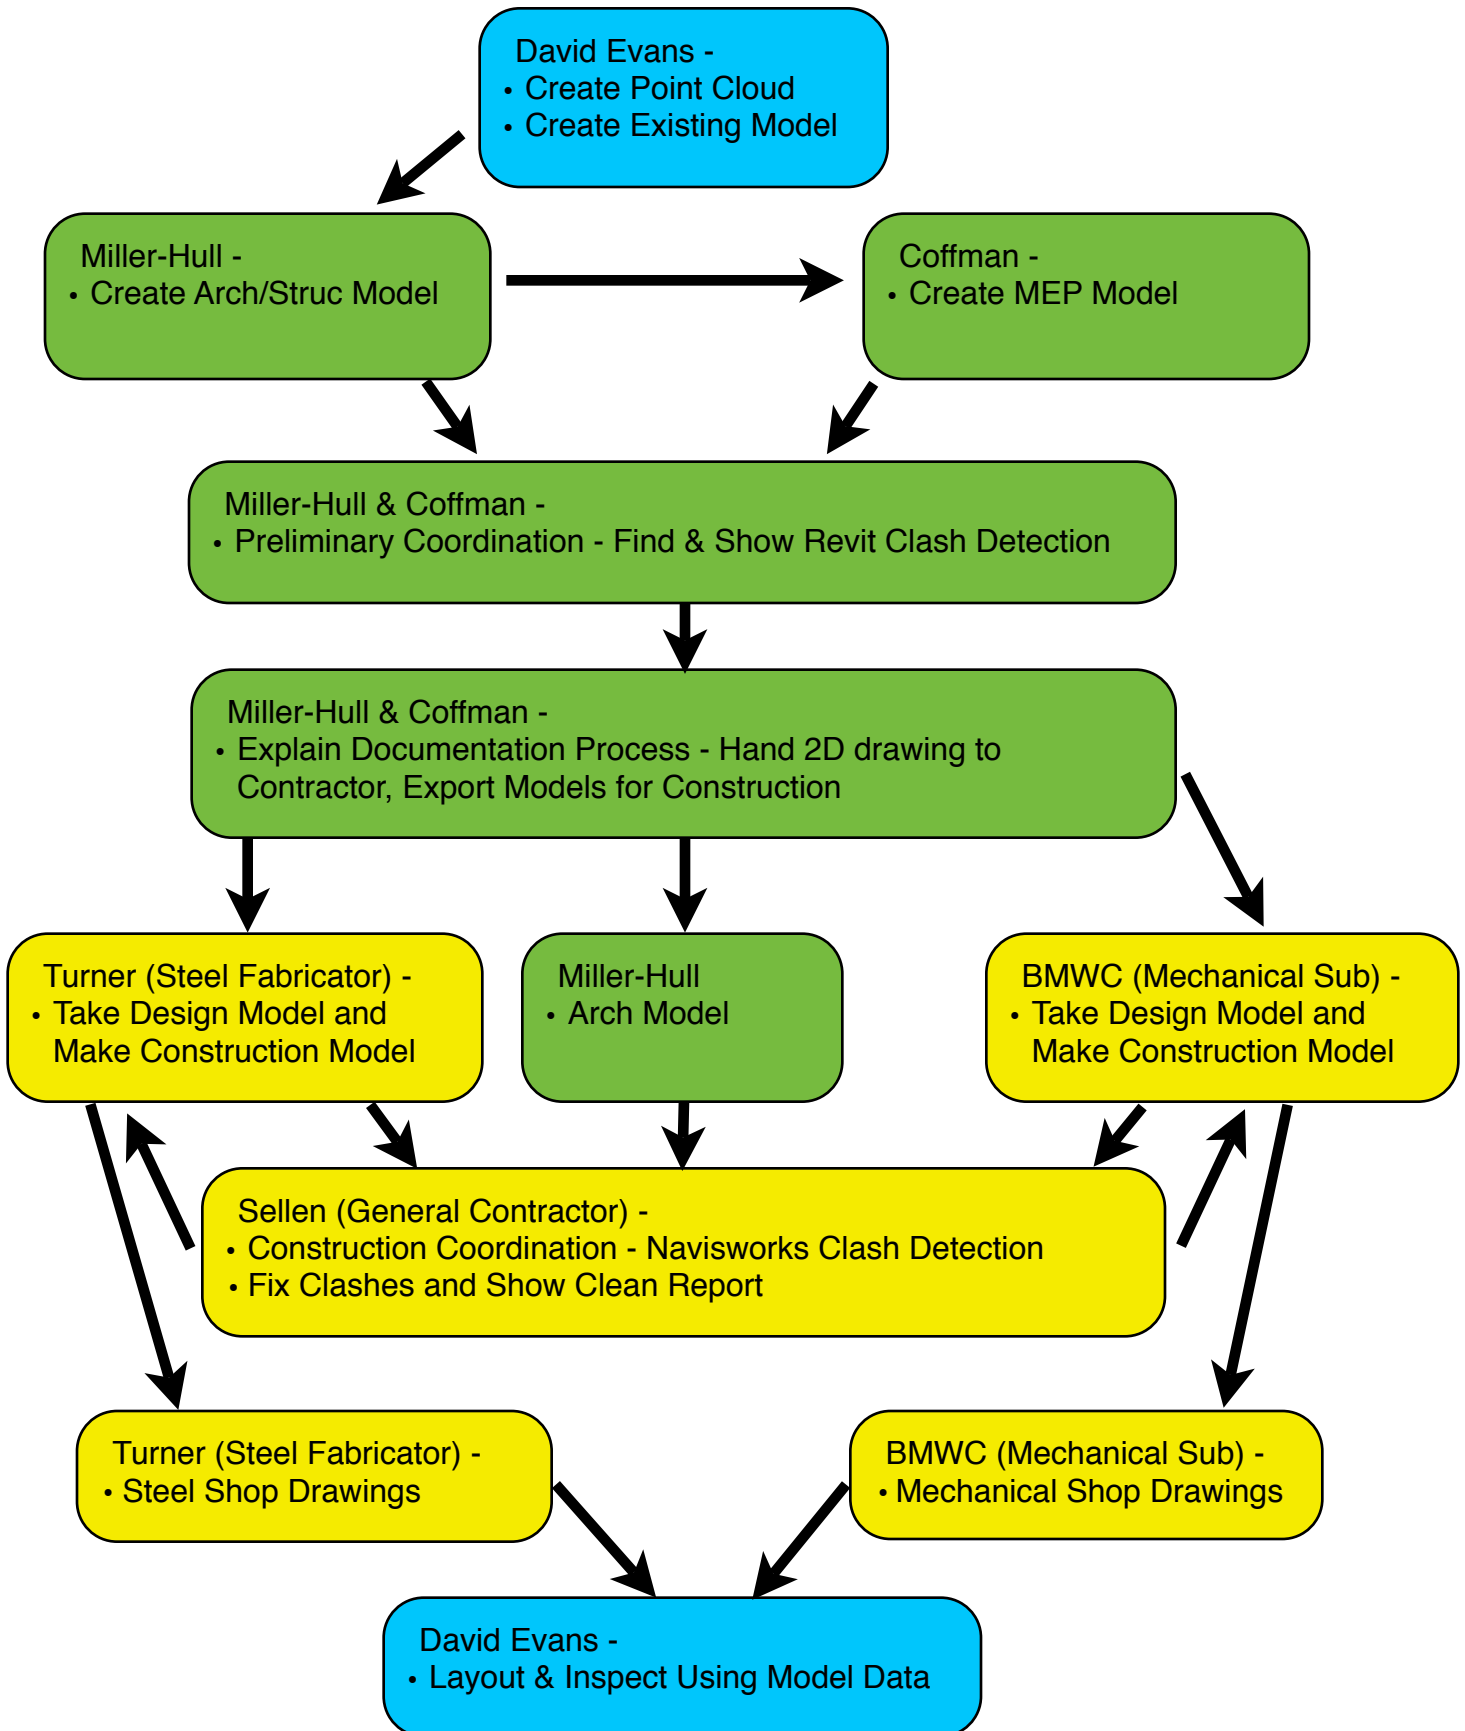 David Evans -
• Create Point Cloud
• Create Existing Model
Miller-Hull -
• Create Arch/Struc Model
Coffman -
• Create MEP Model
Miller-Hull & Coffman -
• Preliminary Coordination - Find & Show Revit Clash Detection
Miller-Hull & Coffman -
• Explain Documentation Process - Hand 2D drawing to
Contractor, Export Models for Construction
Turner (Steel Fabricator) -
• Take Design Model and
Make Construction Model
Miller-Hull
• Arch Model
BMWC (Mechanical Sub) -
• Take Design Model and
Make Construction Model
Sellen (General Contractor) -
• Construction Coordination - Navisworks Clash Detection
• Fix Clashes and Show Clean Report
Turner (Steel Fabricator) -
• Steel Shop Drawings
BMWC (Mechanical Sub) -
• Mechanical Shop Drawings
David Evans -
• Layout & Inspect Using Model Data